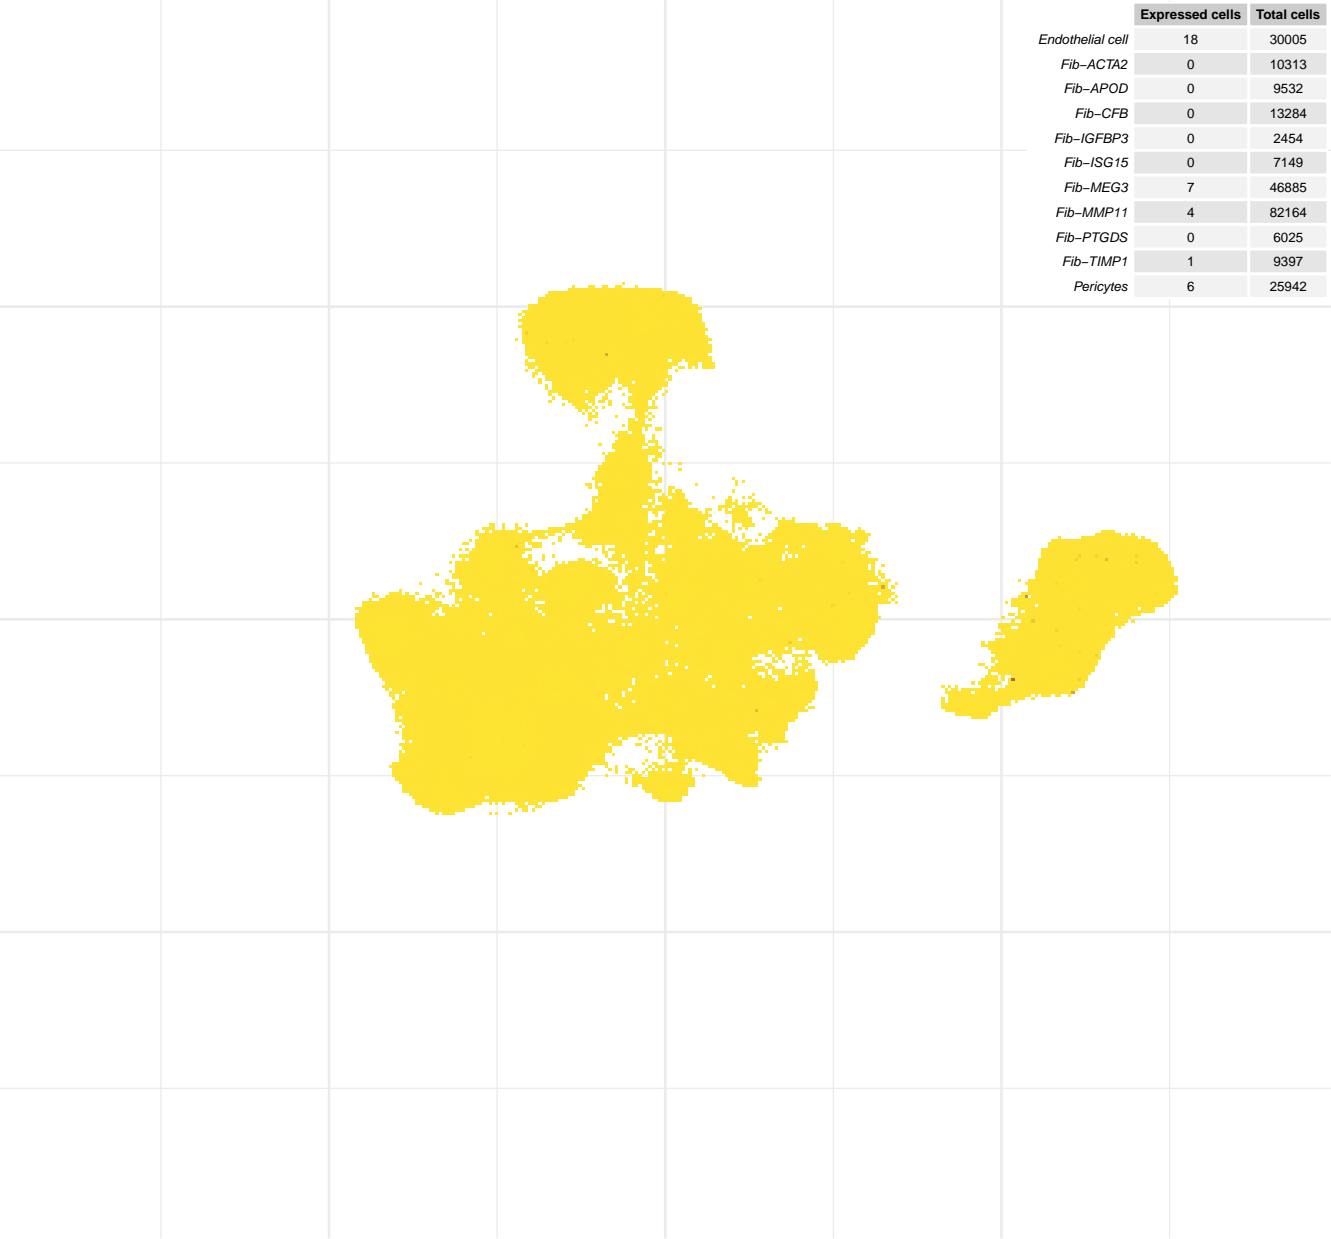 Expressed cells Total cells
Endothelial cell 18 30005
Fib−ACTA2 0 10313
Fib−APOD 0 9532
Fib−CFB 0 13284
Fib−IGFBP3 0 2454
Fib−ISG15 0 7149
Fib−MEG3 7 46885
Fib−MMP11 4 82164
Fib−PTGDS 0 6025
Fib−TIMP1 1 9397
Pericytes 6 25942